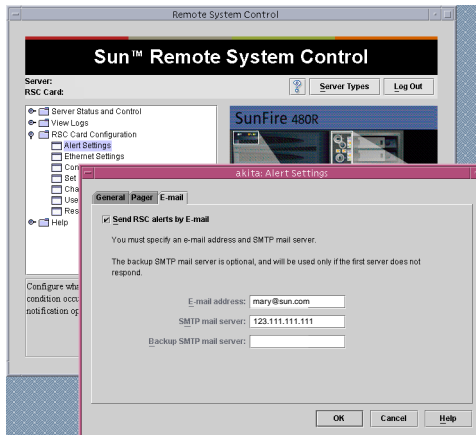 Remote System Control
Sun™ Remote System Control
Server:
RSC Card:
Server Types
Log Out
Server Status and Control
View Logs
RSC Card Configuration
Alert Settings
Ethernet Settings
Con
Set
Cha
Use
Res
Help
SunFire 480R
Configure wha
condition occu
notification op
akita: Alert Settings
General Pager E-mail
Send RSC alerts by E-mail
You must specify an e-mail address and SMTP mail server.
The backup SMTP mail server is optional, and will be used only if the first server does not
respond.
E-mail address: mary@sun.com
SMTP mail server: 123.111.111.111
Backup SMTP mail server:
OK
Cancel
Help